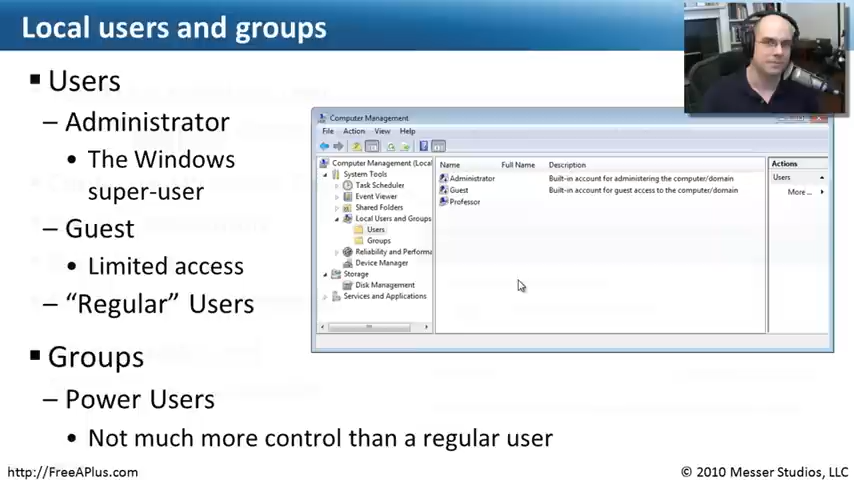 Local users and groups
Users
– Administrator
• The Windows
super-user
– Guest
• Limited access
– “Regular” Users
Groups
– Power Users
• Not much more control than a regular user
Computer Management
File Action View Help
Computer Management (Local
System Tools
Task Scheduler
Event Viewer
Shared Folders
Local Users and Groups
Users
Groups
Reliability and Performa
Device Manager
Storage
Disk Management
Services and Applications
Name Full Name Description
Administrator Built-in account for administering the computer/domain
Guest Built-in account for guest access to the computer/domain
Professor
Actions
Users
More ...
http://FreeAPlus.com
© 2010 Messer Studios, LLC